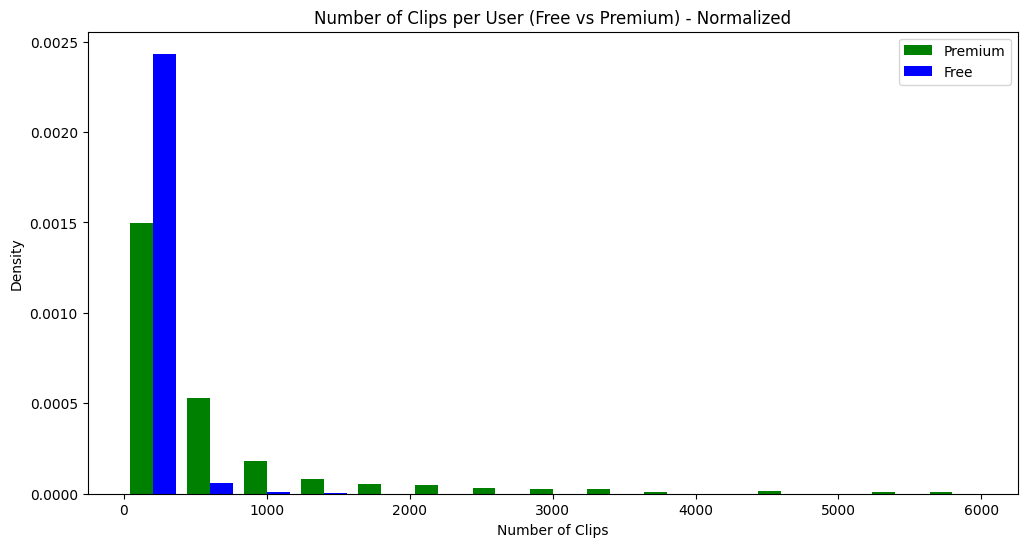 Number of Clips per User (Free vs Premium) - Normalized
Premium
Free
Density
0.0025
0.0020
0.0015
0.0010
0.0005
0.0000
0 1000 2000 3000 4000 5000 6000
Number of Clips